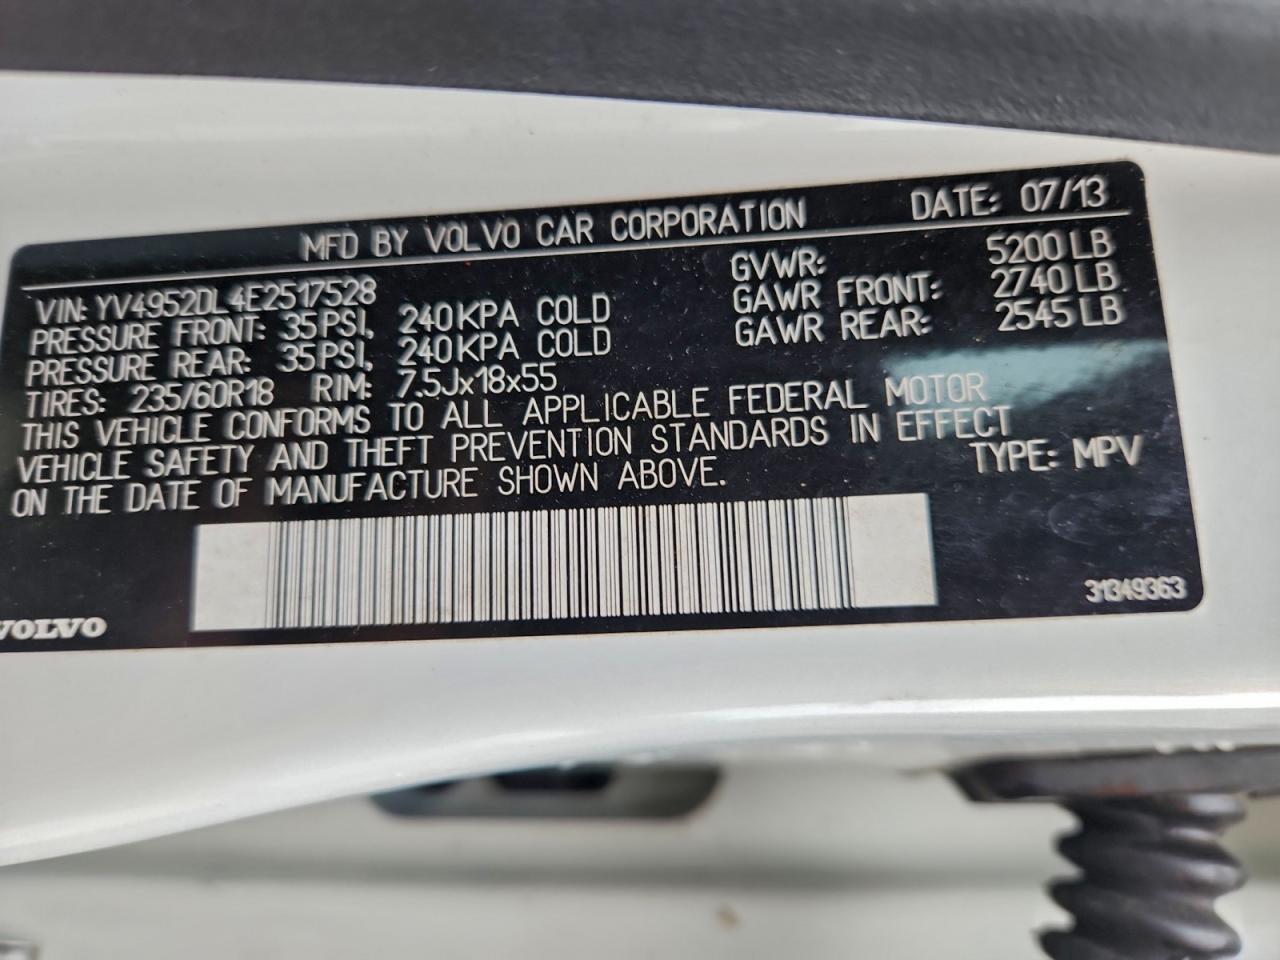 MFD BY VOLVO CAR CORPORATION DATE: 07/13
VIN: YV4952DL4E2517528 GVWR: 5200 LB
PRESSURE FRONT: 35 PSI, 240 KPA COLD GAWR FRONT: 2740 LB
PRESSURE REAR: 35 PSI, 240 KPA COLD GAWR REAR: 2545 LB
TIRES: 235/60R18 RIM: 7.5Jx18x55
THIS VEHICLE CONFORMS TO ALL APPLICABLE FEDERAL MOTOR
VEHICLE SAFETY AND THEFT PREVENTION STANDARDS IN EFFECT
ON THE DATE OF MANUFACTURE SHOWN ABOVE. TYPE: MPV
31349363
VOLVO